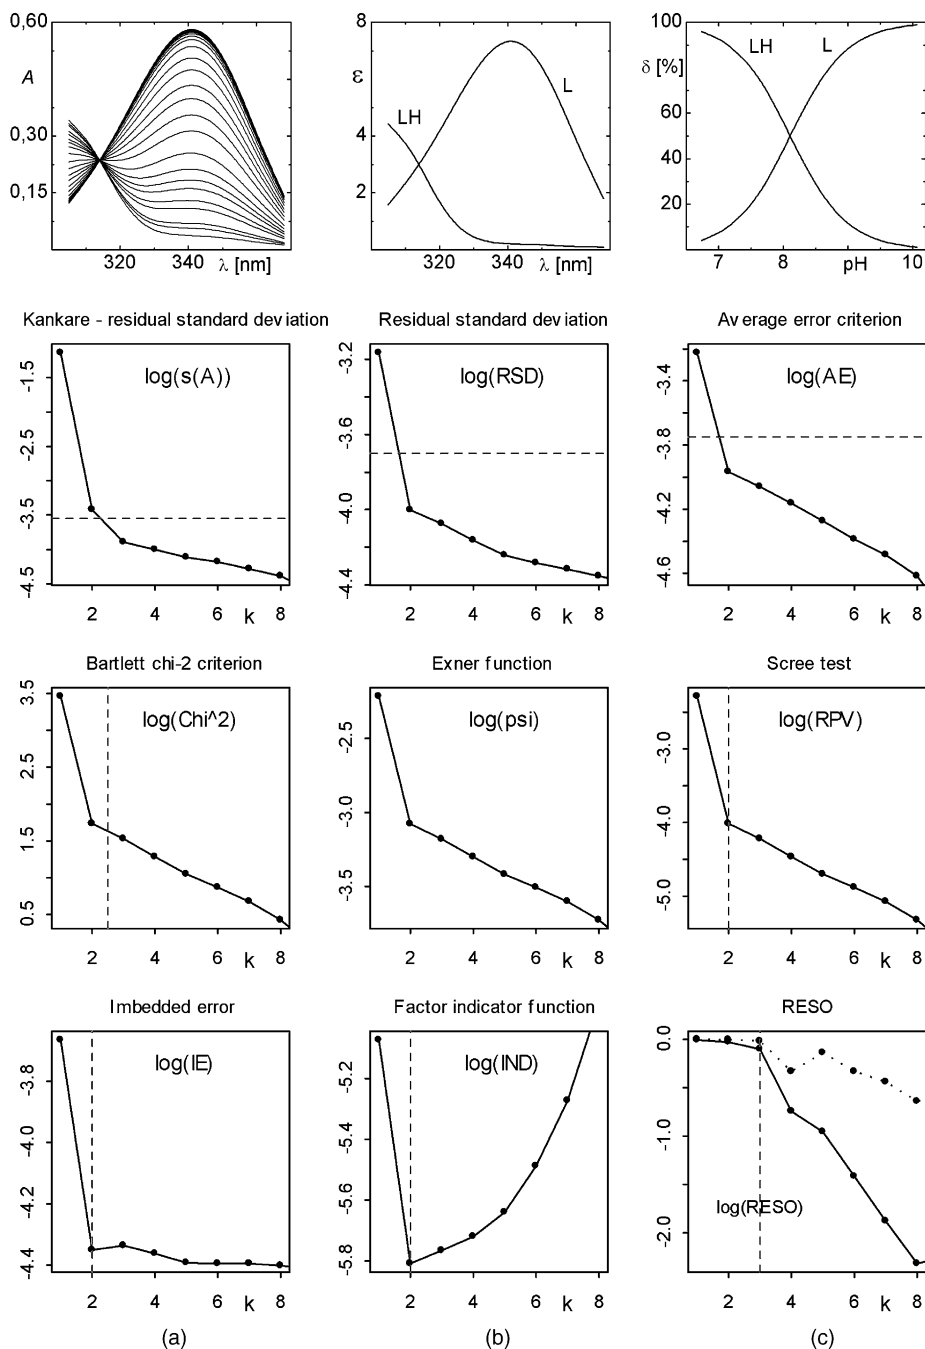 0,60
A
0,30
0,15
320 340 λ [nm]
8
ε
LH
L
4
2
320 340 λ [nm]
100
LH L
δ [%]
80
60
40
20
7 8 pH 10
Kankare - residual standard deviation
log(s(A))
-1.5
-2.5
-3.5
-4.5
2 4 6 k 8
Residual standard deviation
log(RSD)
-3.2
-3.6
-4.0
-4.4
2 4 6 k 8
Average error criterion
log(AE)
-3.4
-3.8
-4.2
-4.6
2 4 6 k 8
Bartlett chi-2 criterion
log(Chi^2)
3.5
2.5
1.5
0.5
2 4 6 k 8
Exner function
log(psi)
-2.5
-3.0
-3.5
2 4 6 k 8
Scree test
log(RPV)
-3.0
-4.0
-5.0
2 4 6 k 8
Imbedded error
log(IE)
-3.8
-4.0
-4.2
-4.4
2 4 6 k 8
(a)
Factor indicator function
log(IND)
-5.2
-5.4
-5.6
-5.8
2 4 6 k 8
(b)
RESO
0.0
-1.0
-2.0
log(RESO)
2 4 6 k 8
(c)